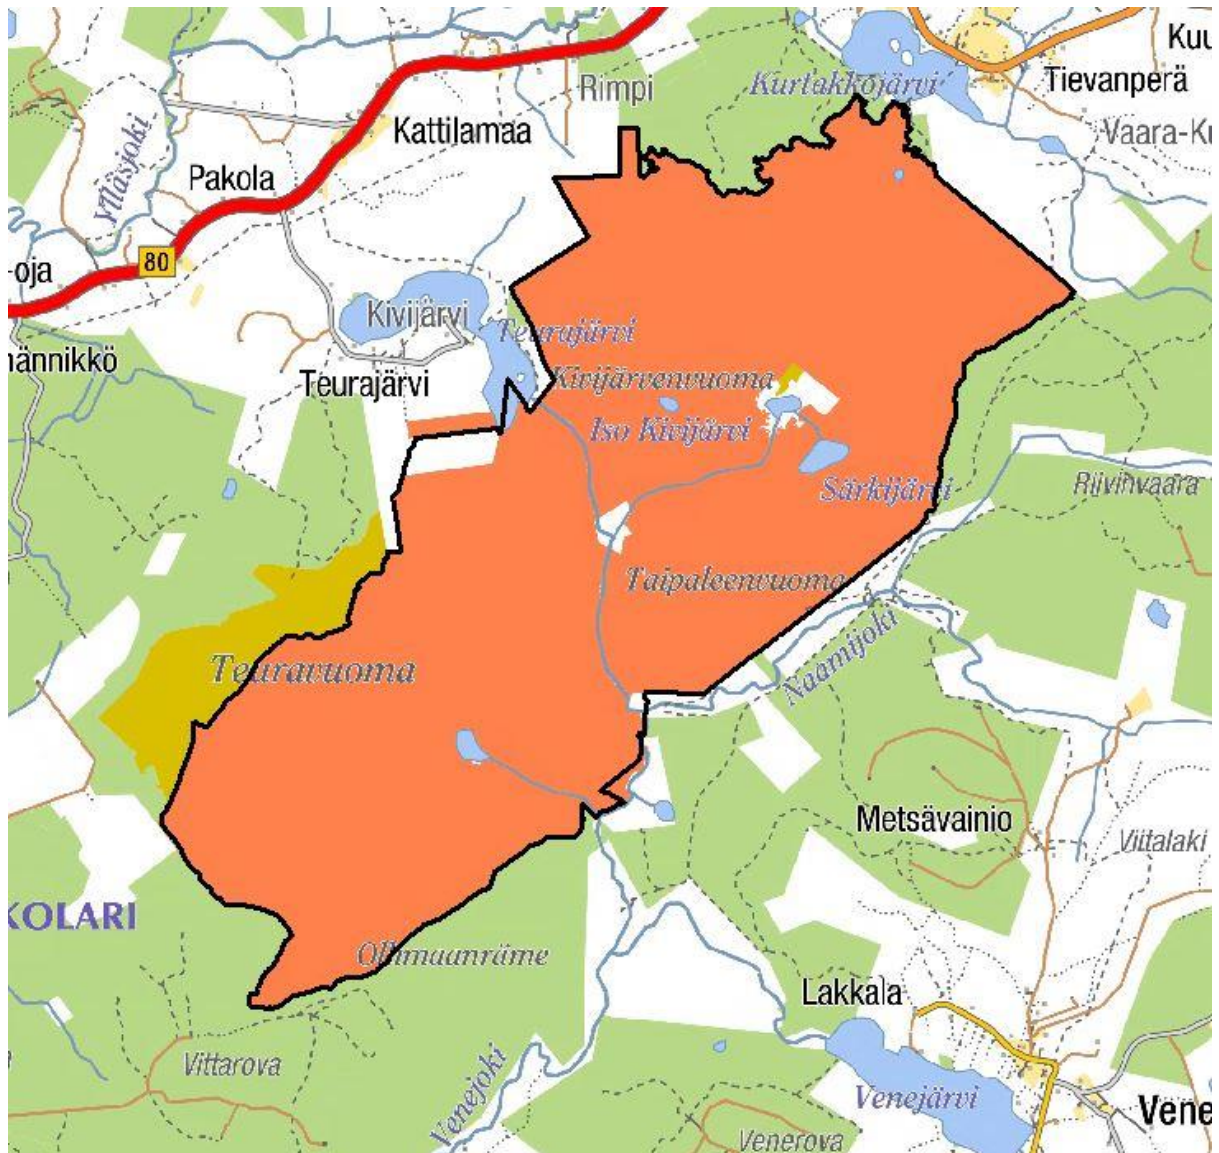 Kuu
Tievanperä
Rimpi
Kurtakkojärvi
Kattilamaa
Vaara-Ku
Ylläsjoki
Pakola
80
-oja
Kivijärvi
Teurajärvi
männikkö
Teurajärvi
Kivijärvenvuoma
Iso Kivijärvi
Särkijärvi
Riivinvaara
Taipaleenvuoma
Naamijoki
Teuravuoma
Metsävainio
Viitalaki
KOLARI
Ollimaanräme
Lakkala
Vittarova
Venejoki
Venejärvi
Vene
Venerova